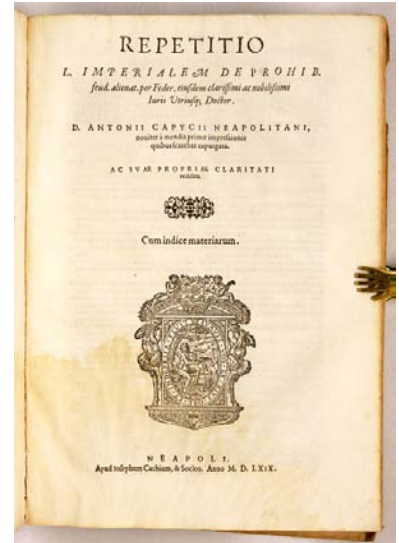 REPETITIO
L. IMPERIALEM DE PROHIB.
feud. alienat. per Feder. eiusdem clarissimi ac nobilissimi
Iuris Vtriusq; Doctor.
D. ANTONII CAPYCII NEAPOLITANI,
nouiter à mendis primæ impressionis
quibus scatebat expurgata.
AC SVAE PROPRIAE CLARITATI
reddita.
Cum indice materiarum.
NEAPOLI,
Apud Iosephum Cachium, & Socios. Anno M. D. LXIX.